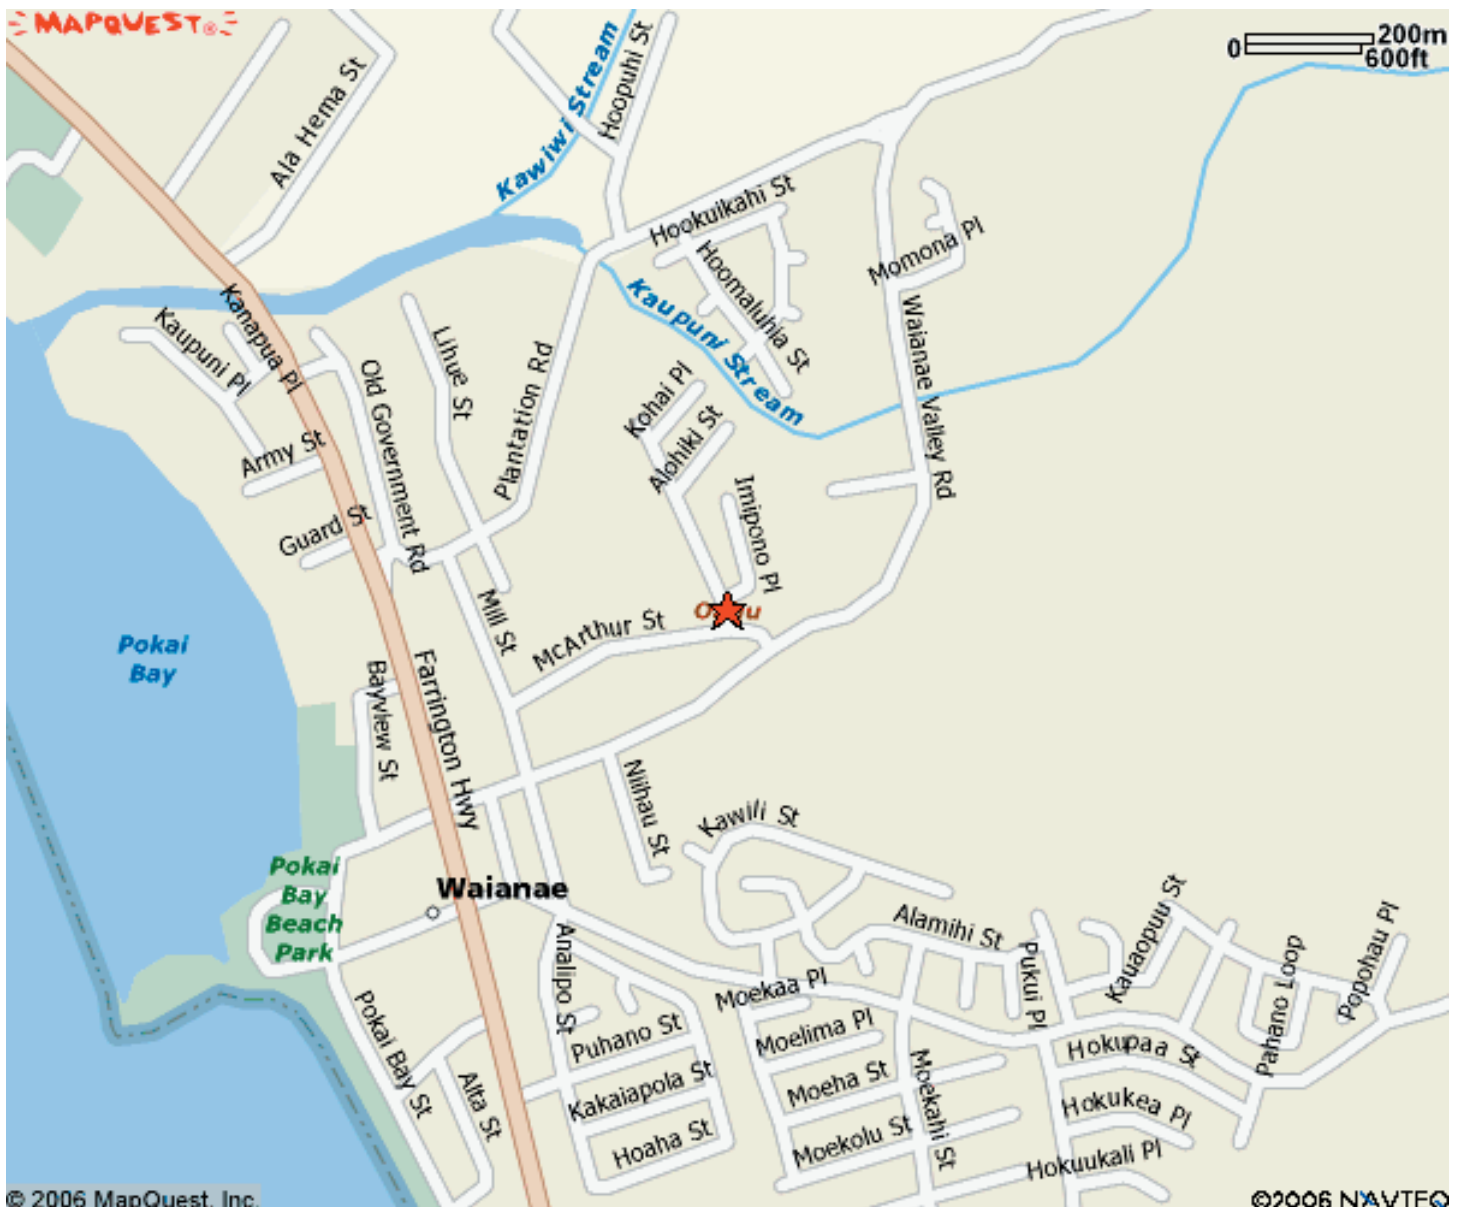 MAPQUEST®
0
200m
600ft
Kawiwi Stream
Hoopuhi St
Ala Hema St
Hookuikahi St
Momona Pl
Hoomaluhia St
Kaupuni Stream
Waianae Valley Rd
Kanapua Pl
Kaupuni Pl
Lihue St
Old Government Rd
Plantation Rd
Kohai Pl
Alohiki St
Army St
Imipono Pl
Guard St
Mill St
McArthur St
Pokai
Bay
Bayview St
Farrington Hwy
Niihau St
Kawili St
Pokai
Bay
Beach
Park
Waianae
Analipo St
Alamihi St
Pukui Pl
Kauaopuu St
Pahano Loop
Popohau Pl
Moekaa Pl
Pokai Bay St
Puhano St
Moelima Pl
Hokupaa St
Alta St
Kakaiapola St
Moeha St
Moekahi St
Hokukea Pl
Hoaha St
Moekolu St
Hokuukali Pl
© 2006 MapQuest, Inc.
©2006 NAVTEQ